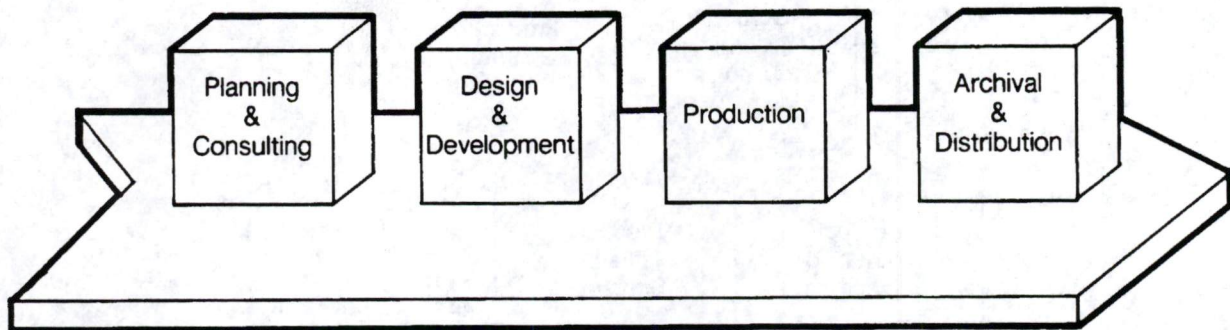 Planning
&
Consulting
Design
&
Development
Production
Archival
&
Distribution